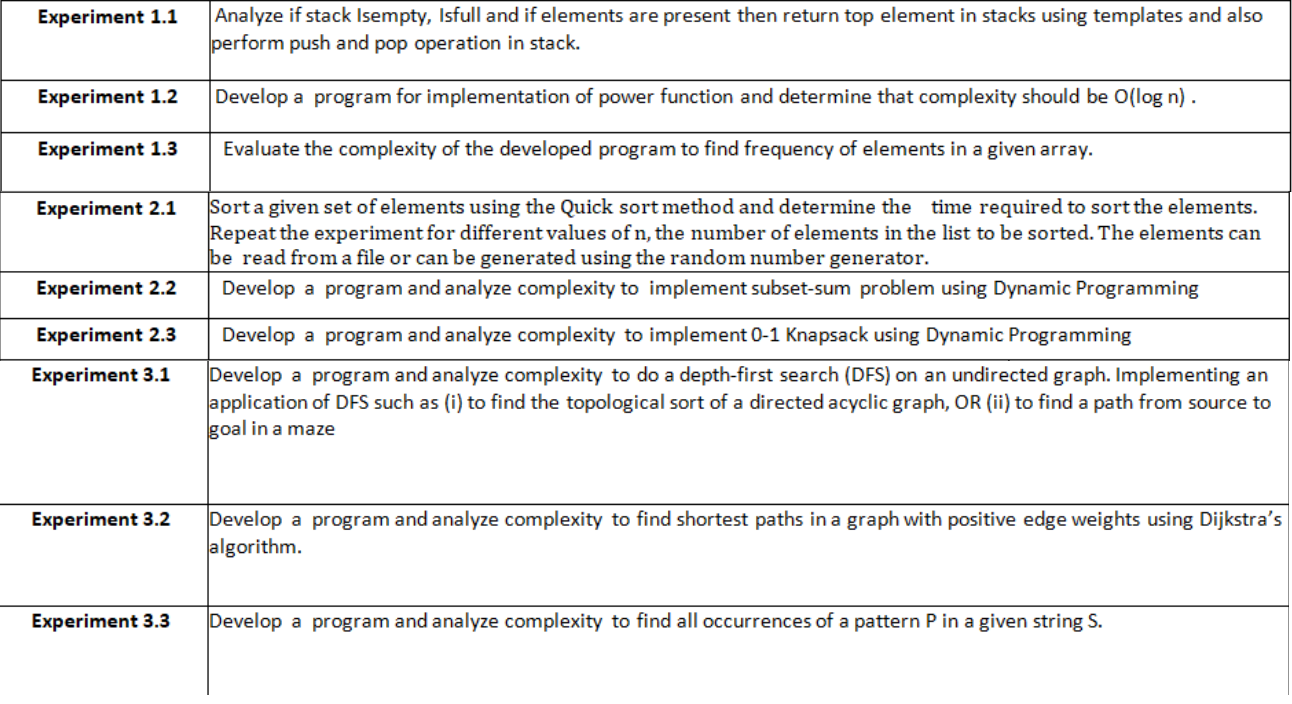 Experiment 1.1
Analyze if stack Isempty, Isfull and if elements are present then return top element in stacks using templates and also
perform push and pop operation in stack.
Experiment 1.2
Develop a program for implementation of power function and determine that complexity should be O(log n) .
Experiment 1.3
Evaluate the complexity of the developed program to find frequency of elements in a given array.
Experiment 2.1
Sort a given set of elements using the Quick sort method and determine the time required to sort the elements.
Repeat the experiment for different values of n, the number of elements in the list to be sorted. The elements can
be read from a file or can be generated using the random number generator.
Experiment 2.2
Develop a program and analyze complexity to implement subset-sum problem using Dynamic Programming
Experiment 2.3
Develop a program and analyze complexity to implement 0-1 Knapsack using Dynamic Programming
Experiment 3.1
Develop a program and analyze complexity to do a depth-first search (DFS) on an undirected graph. Implementing an
application of DFS such as (i) to find the topological sort of a directed acyclic graph, OR (ii) to find a path from source to
goal in a maze
Experiment 3.2
Develop a program and analyze complexity to find shortest paths in a graph with positive edge weights using Dijkstra's
algorithm.
Experiment 3.3
Develop a program and analyze complexity to find all occurrences of a pattern P in a given string S.